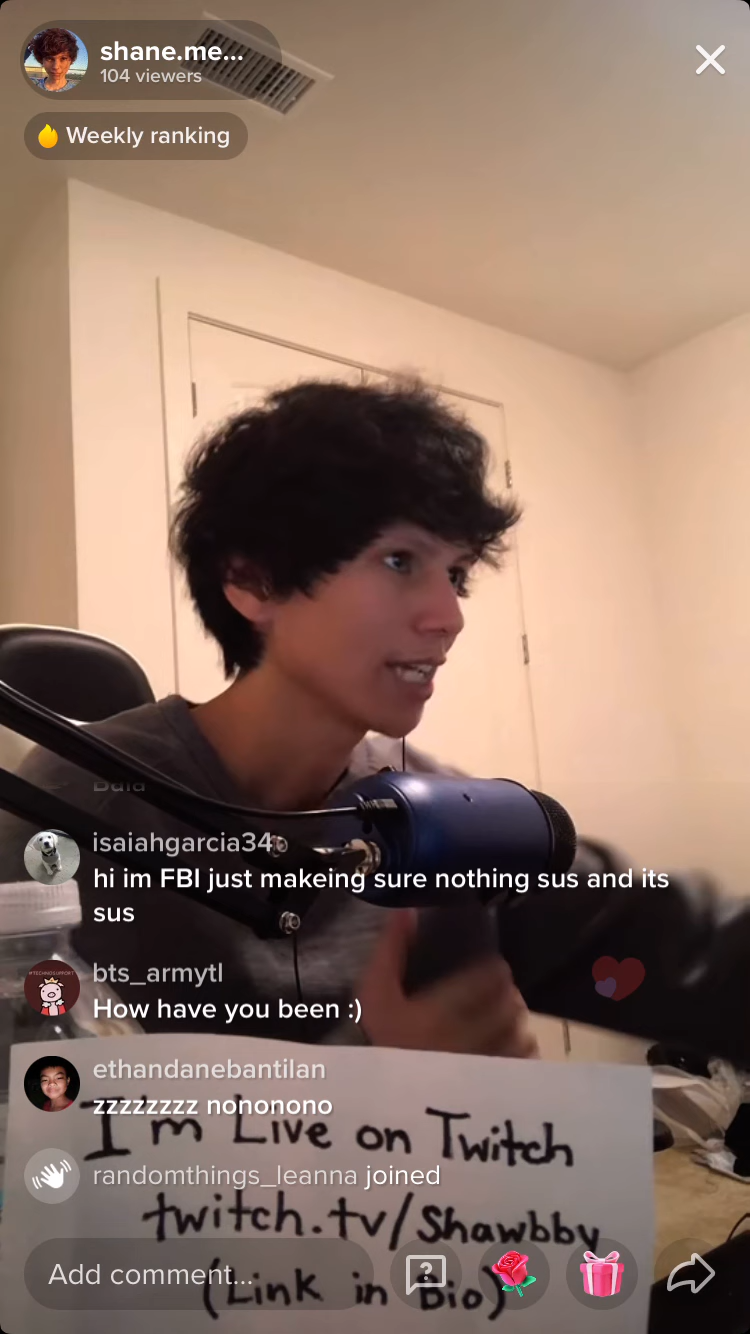 shane.me...
104 viewers
Weekly ranking
isaiahgarcia34
hi im FBI just makeing sure nothing sus and its
sus
bts_armytl
How have you been :)
ethandanebantilan
zzzzzzzz nononono
I'm Live on Twitch
randomthings_leanna joined
twitch.tv/Shawbby
Add comment...
(Link in Bio)